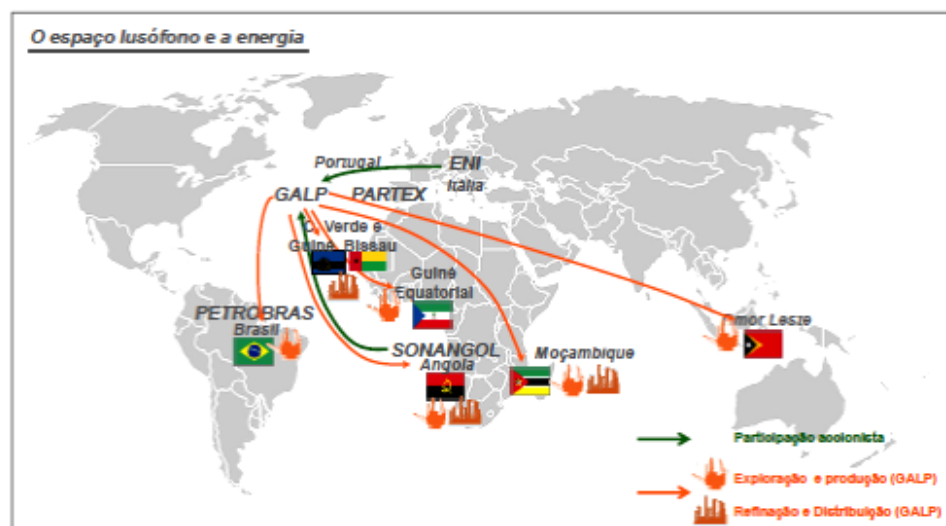 O espaço lusófono e a energia
Portugal
ENI
Itália
GALP
PARTEX
C. Verde e
Guiné Bissau
Guiné
Equatorial
PETROBRAS
Brasil
SONANGOL
Angola
Moçambique
Leste
Participação accionista
Exploração e produção (GALP)
Refinação e Distribuição (GALP)